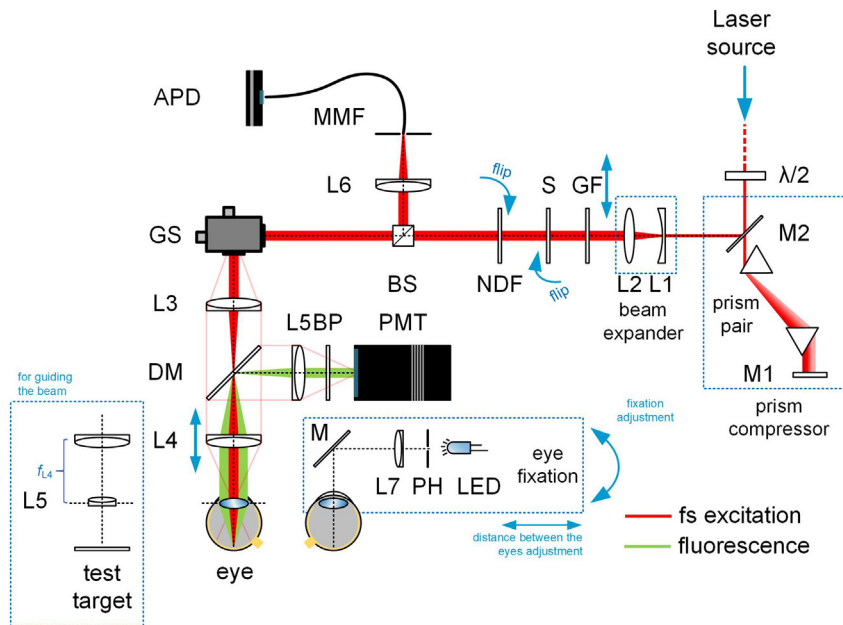 Laser
source
APD
MMF
L6
flip
S
GF
λ/2
M2
GS
BS
NDF
flip
L2
L1
beam
expander
prism
pair
M1
prism
compressor
L3
L5
BP
PMT
DM
for guiding
the beam
L4
fL4
L5
test
target
eye
M
L7
PH
LED
eye
fixation
fixation
adjustment
distance between the
eyes adjustment
fs excitation
fluorescence